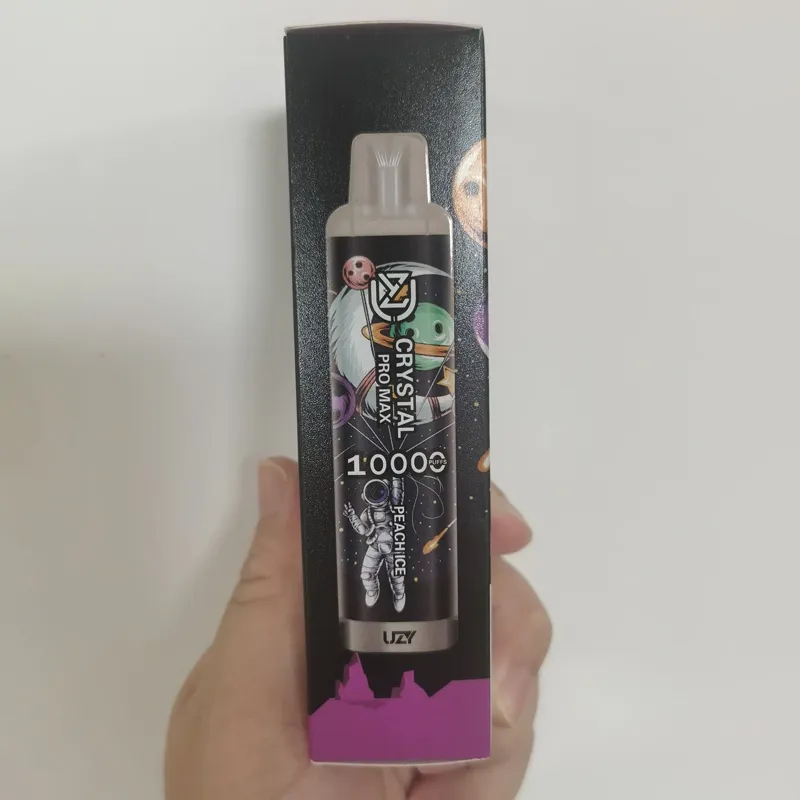 CRYSTAL
PRO MAX
10000 PUFFS
PEACH ICE
UZY